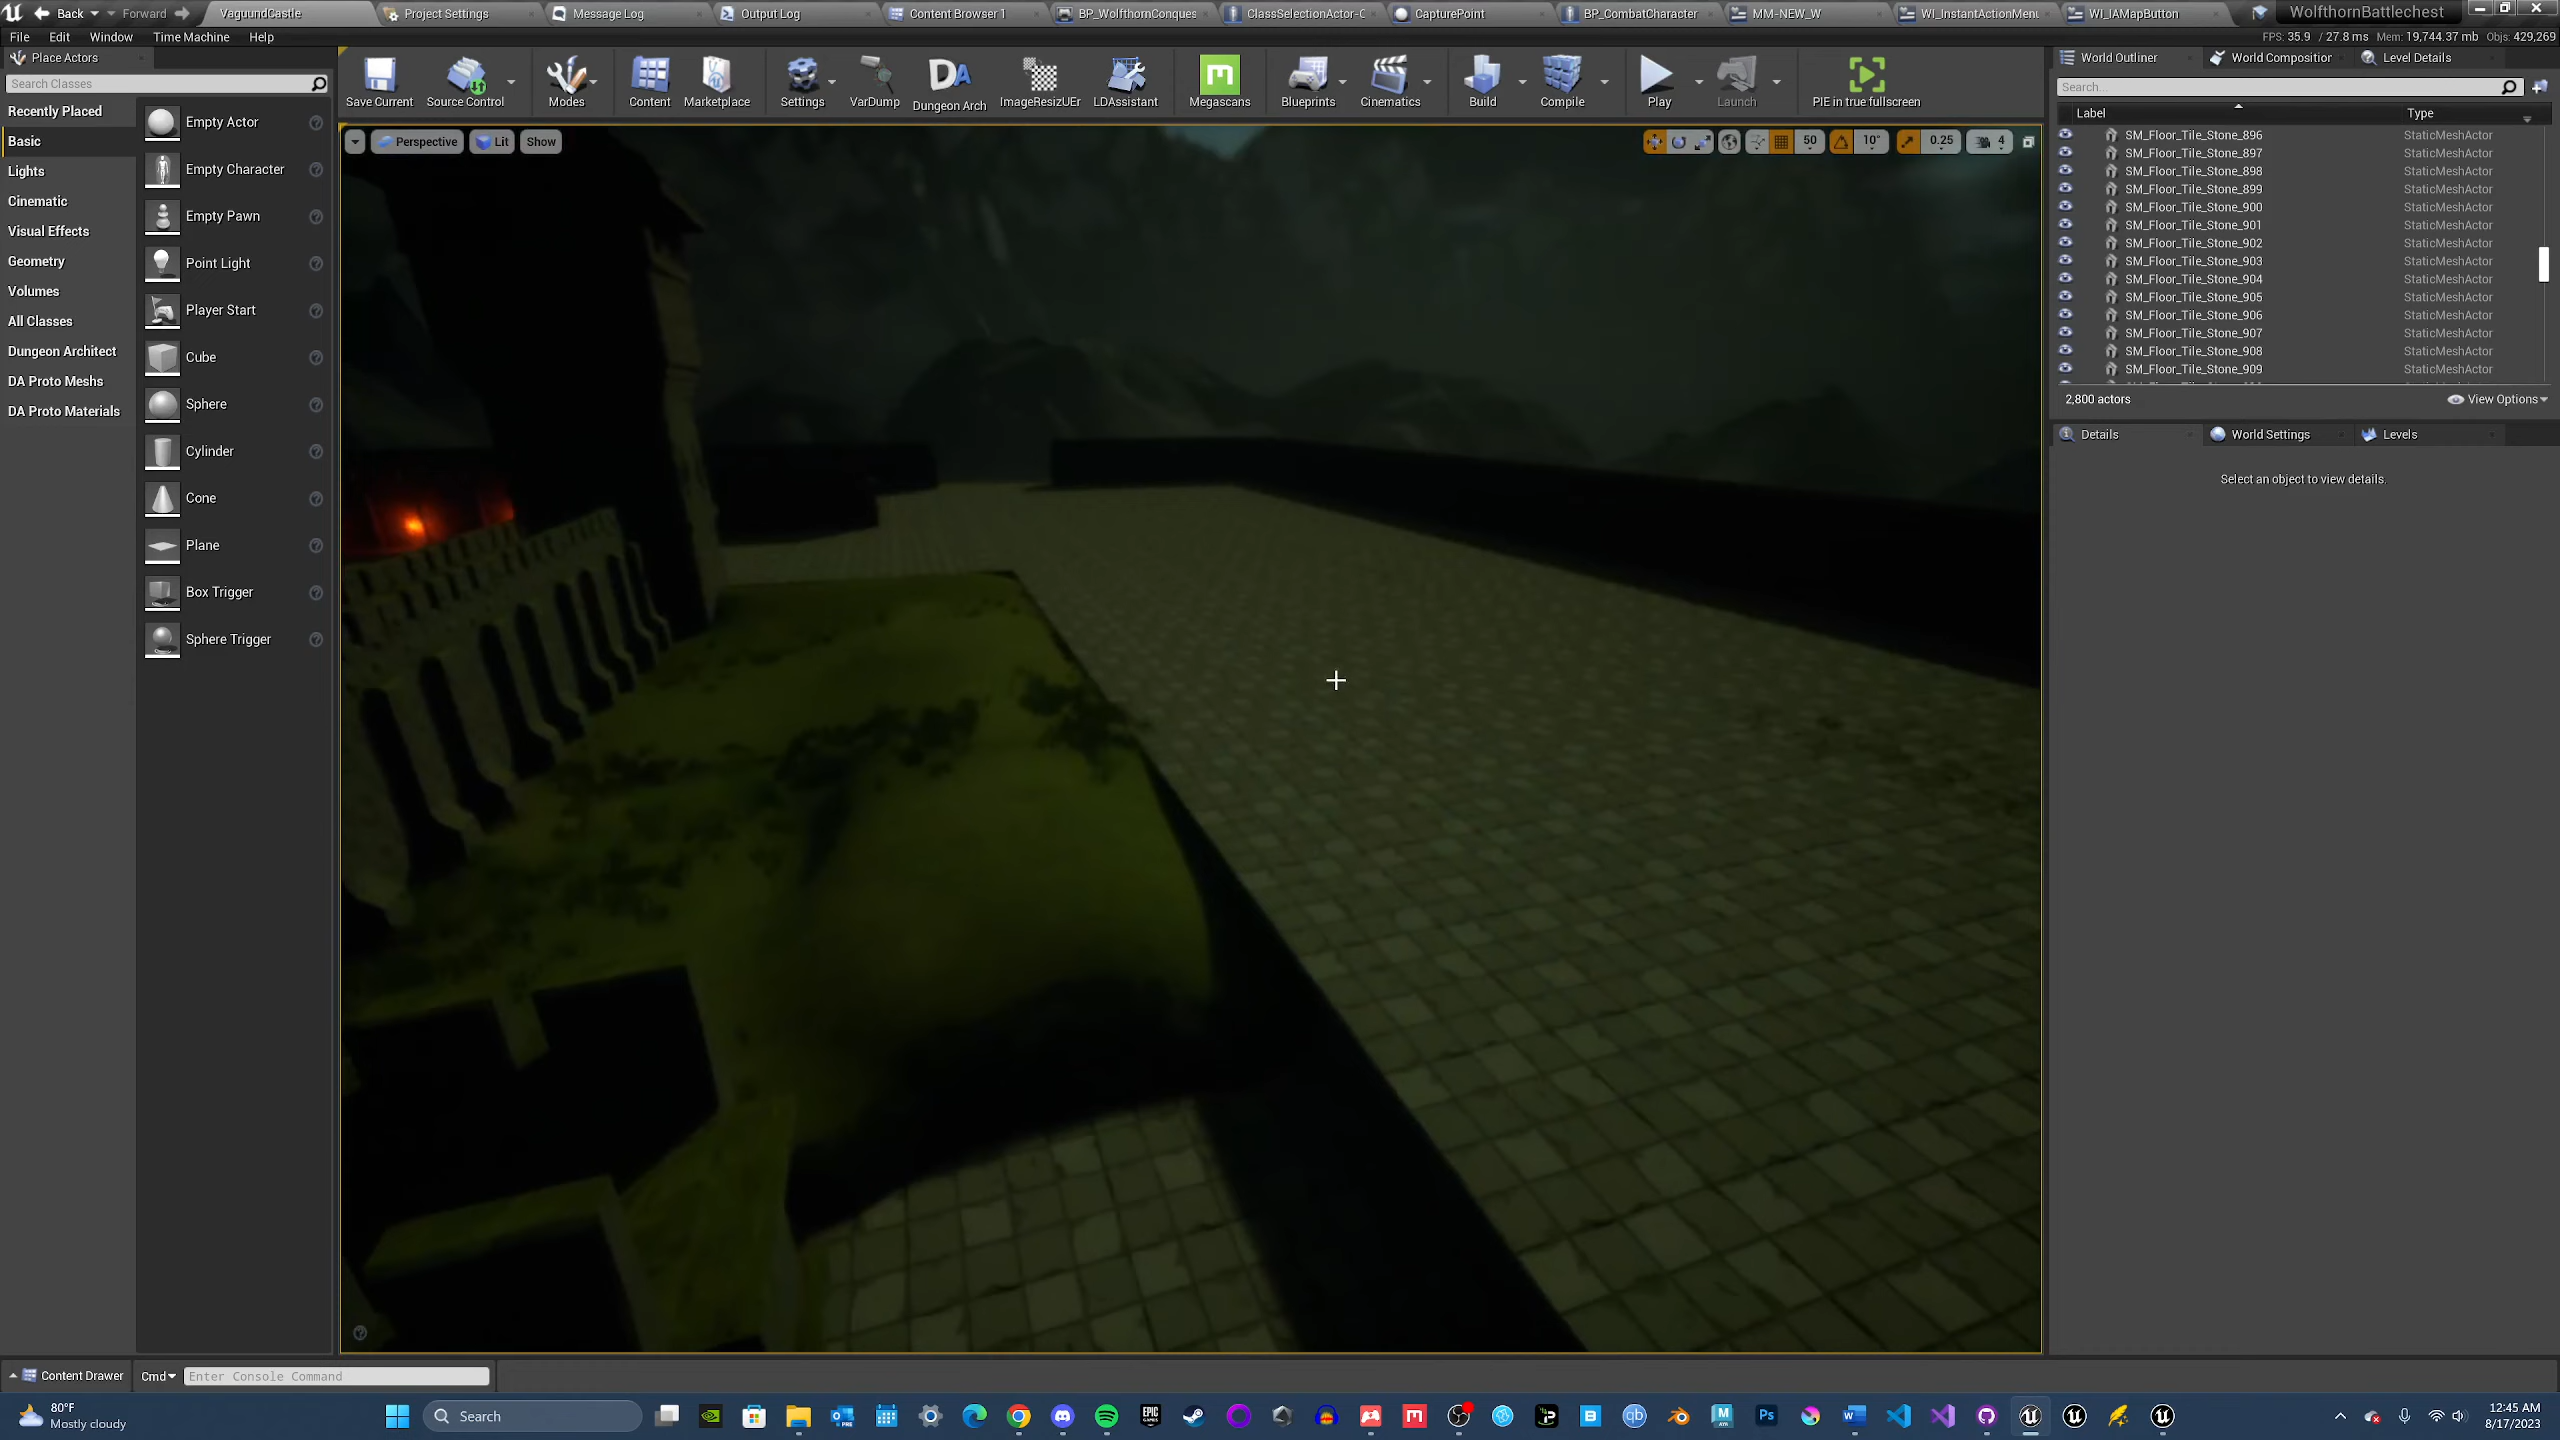 Back
Forward
VaguundCastle
Project Settings
Message Log
Output Log
Content Browser 1
BP_WolfthornConques
ClassSelectionActor-C
CapturePoint
BP_CombatCharacter
MM-NEW_W
WI_InstantActionMenu
WI_IAMapButton
WolfthornBattlechest
File
Edit
Window
Time Machine
Help
FPS: 35.9 / 27.8 ms Mem: 19,744.37 mb Objs: 429,269
Place Actors
Search Classes
Recently Placed
Basic
Lights
Cinematic
Visual Effects
Geometry
Volumes
All Classes
Dungeon Architect
DA Proto Meshs
DA Proto Materials
Empty Actor
Empty Character
Empty Pawn
Point Light
Player Start
Cube
Sphere
Cylinder
Cone
Plane
Box Trigger
Sphere Trigger
Save Current
Source Control
Modes
Content
Marketplace
Settings
VarDump
DA
Dungeon Arch
ImageResizUEr
LDAssistant
Megascans
Blueprints
Cinematics
Build
Compile
Play
Launch
PIE in true fullscreen
Perspective
Lit
Show
50
10°
0.25
4
World Outliner
World Composition
Level Details
Search...
Label
Type
SM_Floor_Tile_Stone_896 StaticMeshActor
SM_Floor_Tile_Stone_897 StaticMeshActor
SM_Floor_Tile_Stone_898 StaticMeshActor
SM_Floor_Tile_Stone_899 StaticMeshActor
SM_Floor_Tile_Stone_900 StaticMeshActor
SM_Floor_Tile_Stone_901 StaticMeshActor
SM_Floor_Tile_Stone_902 StaticMeshActor
SM_Floor_Tile_Stone_903 StaticMeshActor
SM_Floor_Tile_Stone_904 StaticMeshActor
SM_Floor_Tile_Stone_905 StaticMeshActor
SM_Floor_Tile_Stone_906 StaticMeshActor
SM_Floor_Tile_Stone_907 StaticMeshActor
SM_Floor_Tile_Stone_908 StaticMeshActor
SM_Floor_Tile_Stone_909 StaticMeshActor
2,800 actors
View Options
Details
World Settings
Levels
Select an object to view details.
Content Drawer
Cmd
Enter Console Command
80°F
Mostly cloudy
Search
12:45 AM
8/17/2023